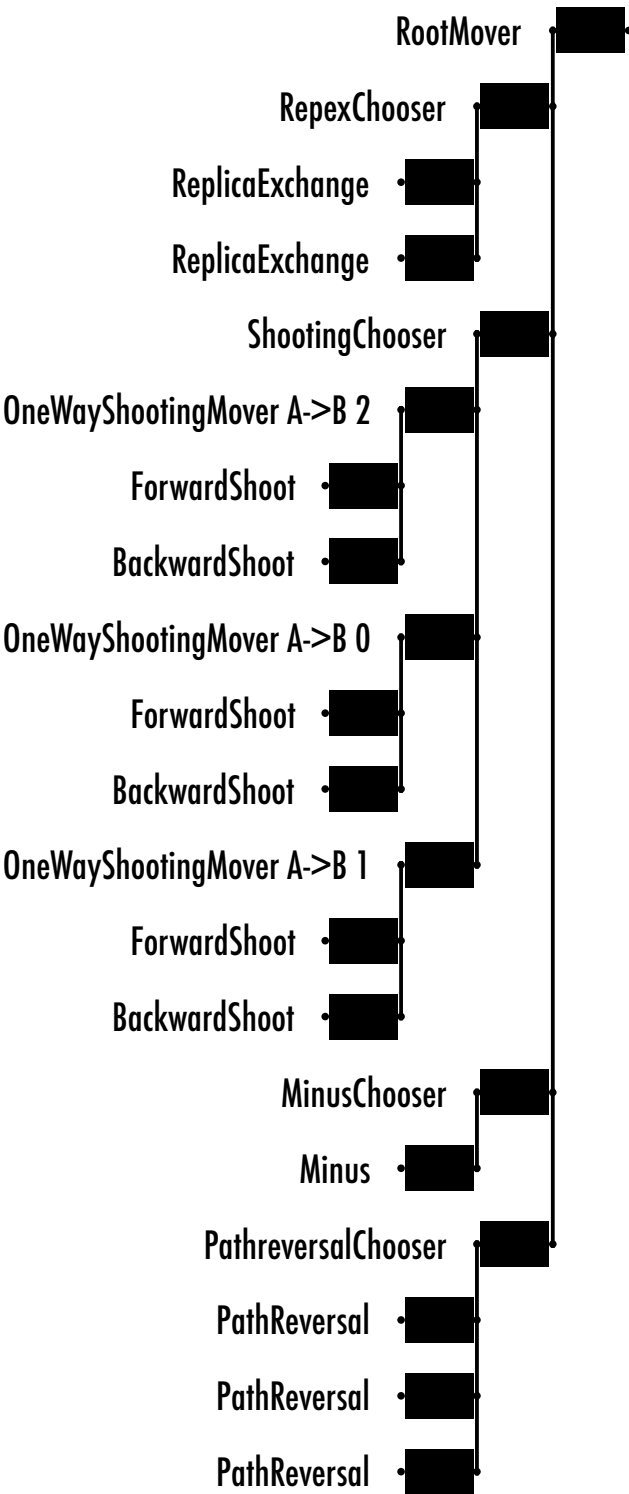 RootMover
RepexChooser
ReplicaExchange
ReplicaExchange
ShootingChooser
OneWayShootingMover A->B 2
ForwardShoot
BackwardShoot
OneWayShootingMover A->B 0
ForwardShoot
BackwardShoot
OneWayShootingMover A->B 1
ForwardShoot
BackwardShoot
MinusChooser
Minus
PathreversalChooser
PathReversal
PathReversal
PathReversal